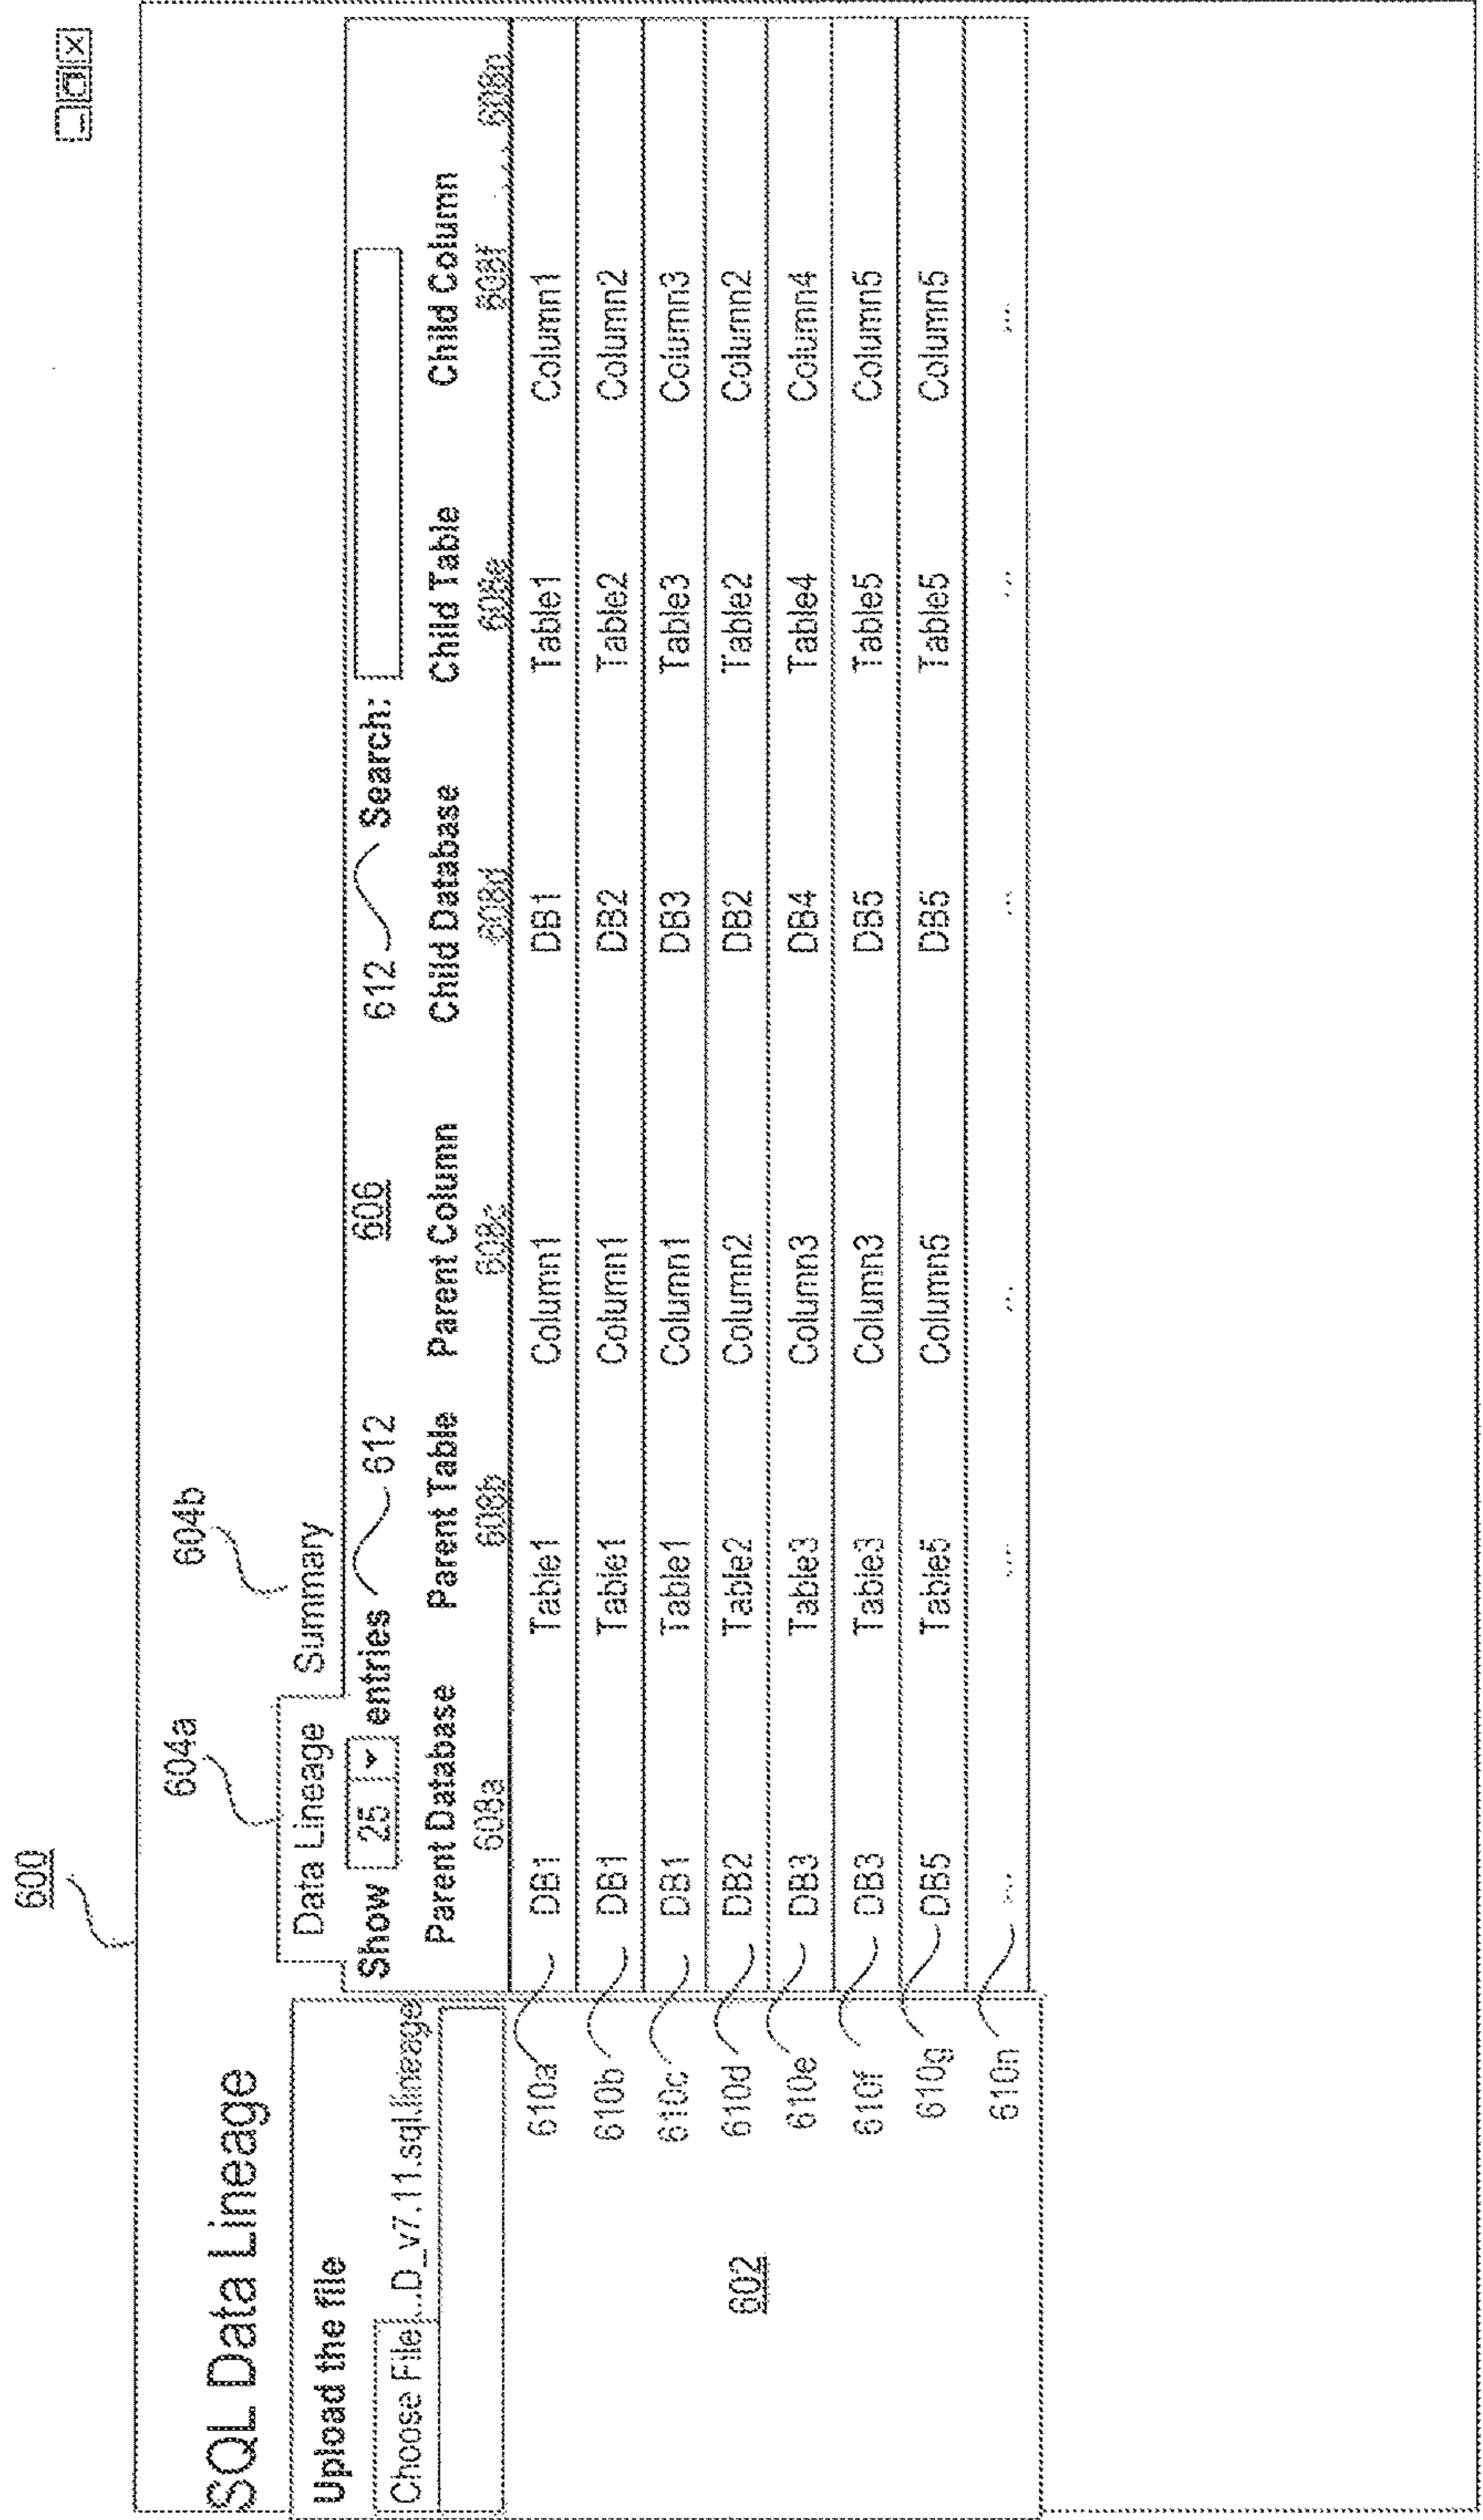 600
SQL Data Lineage
604a
604b
Upload the file
Choose File ...D_v7.11.sql.lineage
602
Data Lineage Summary
Show 25 entries 612 606 612 Search:
Parent Database Parent Table Parent Column Child Database Child Table Child Column
608a 608b 608c 608d 608e 608f ... 608n
610a DB1 Table1 Column1 DB1 Table1 Column1
610b DB1 Table1 Column1 DB2 Table2 Column2
610c DB1 Table1 Column1 DB3 Table3 Column3
610d DB2 Table2 Column2 DB2 Table2 Column2
610e DB3 Table3 Column3 DB4 Table4 Column4
610f DB3 Table3 Column3 DB5 Table5 Column5
610g DB5 Table5 Column5 DB5 Table5 Column5
610n ... ... ... ... ... ...